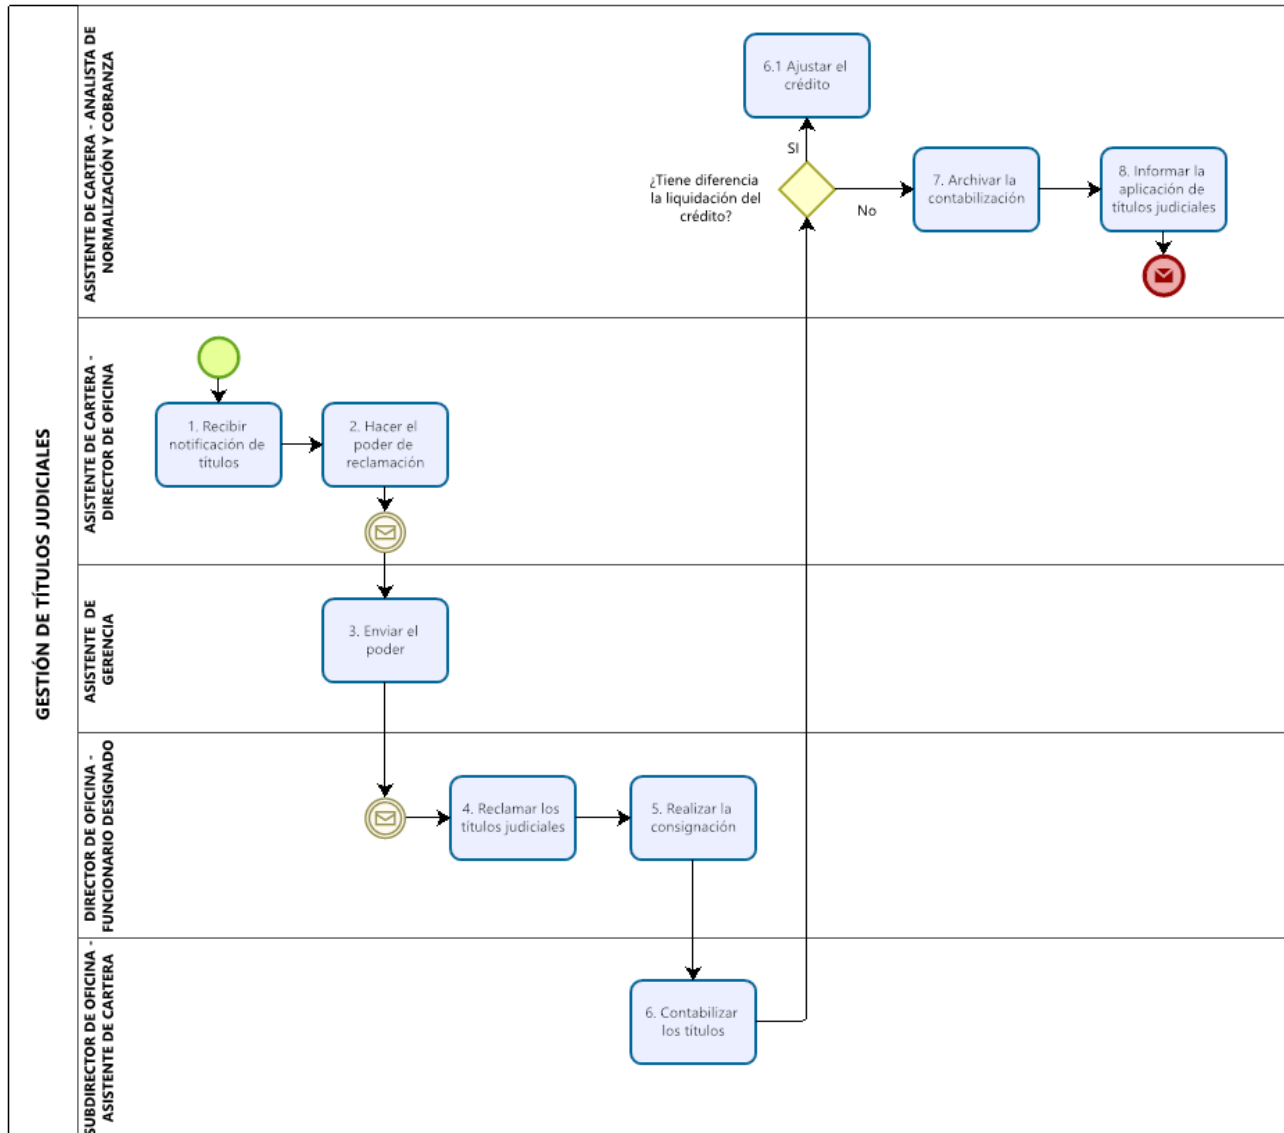 GESTIÓN DE TÍTULOS JUDICIALES
ASISTENTE DE CARTERA - ANALISTA DE
NORMALIZACIÓN Y COBRANZA
6.1 Ajustar el
crédito
SI
¿Tiene diferencia
la liquidación del
crédito?
No
7. Archivar la
contabilización
8. Informar la
aplicación de
títulos judiciales
ASISTENTE DE CARTERA -
DIRECTOR DE OFICINA
1. Recibir
notificación de
títulos
2. Hacer el
poder de
reclamación
ASISTENTE DE
GERENCIA
3. Enviar el
poder
DIRECTOR DE OFICINA -
FUNCIONARIO DESIGNADO
4. Reclamar los
títulos judiciales
5. Realizar la
consignación
SUBDIRECTOR DE OFICINA -
ASISTENTE DE CARTERA
6. Contabilizar
los títulos